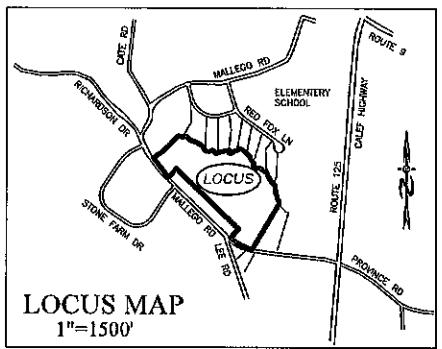 CATE RD
MALLEGO RD
ROUTE 9
RICHARDSON DR
ELEMENTERY
SCHOOL
RED FOX LN
ROUTE 125
CALEF HIGHWAY
LOCUS
STONE FARM DR
MALLEGO RD
LEE RD
PROVINCE RD
LOCUS MAP
1"=1500'